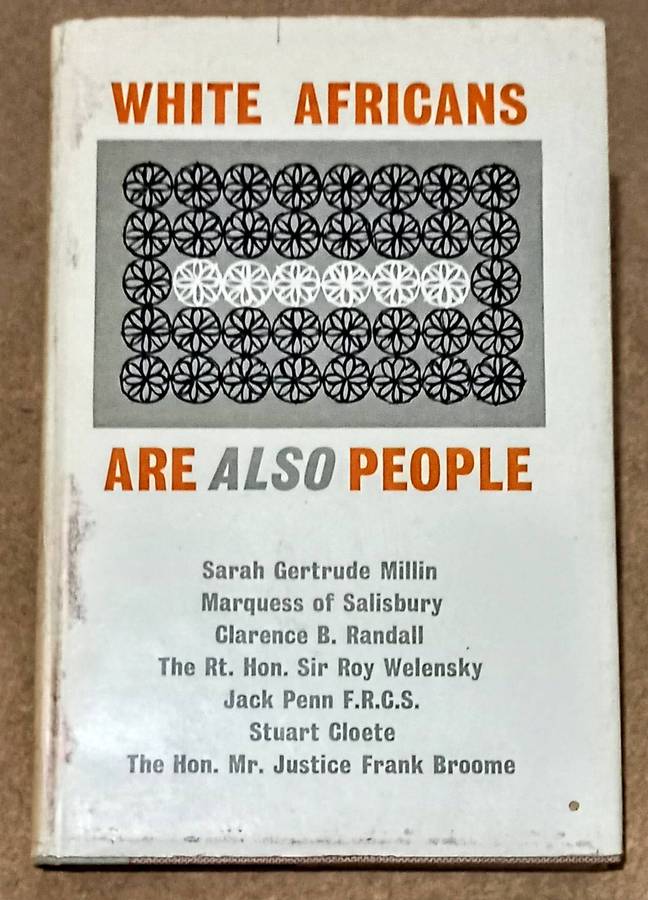 WHITE AFRICANS
ARE ALSO PEOPLE
Sarah Gertrude Millin
Marquess of Salisbury
Clarence B. Randall
The Rt. Hon. Sir Roy Welensky
Jack Penn F.R.C.S.
Stuart Cloete
The Hon. Mr. Justice Frank Broome